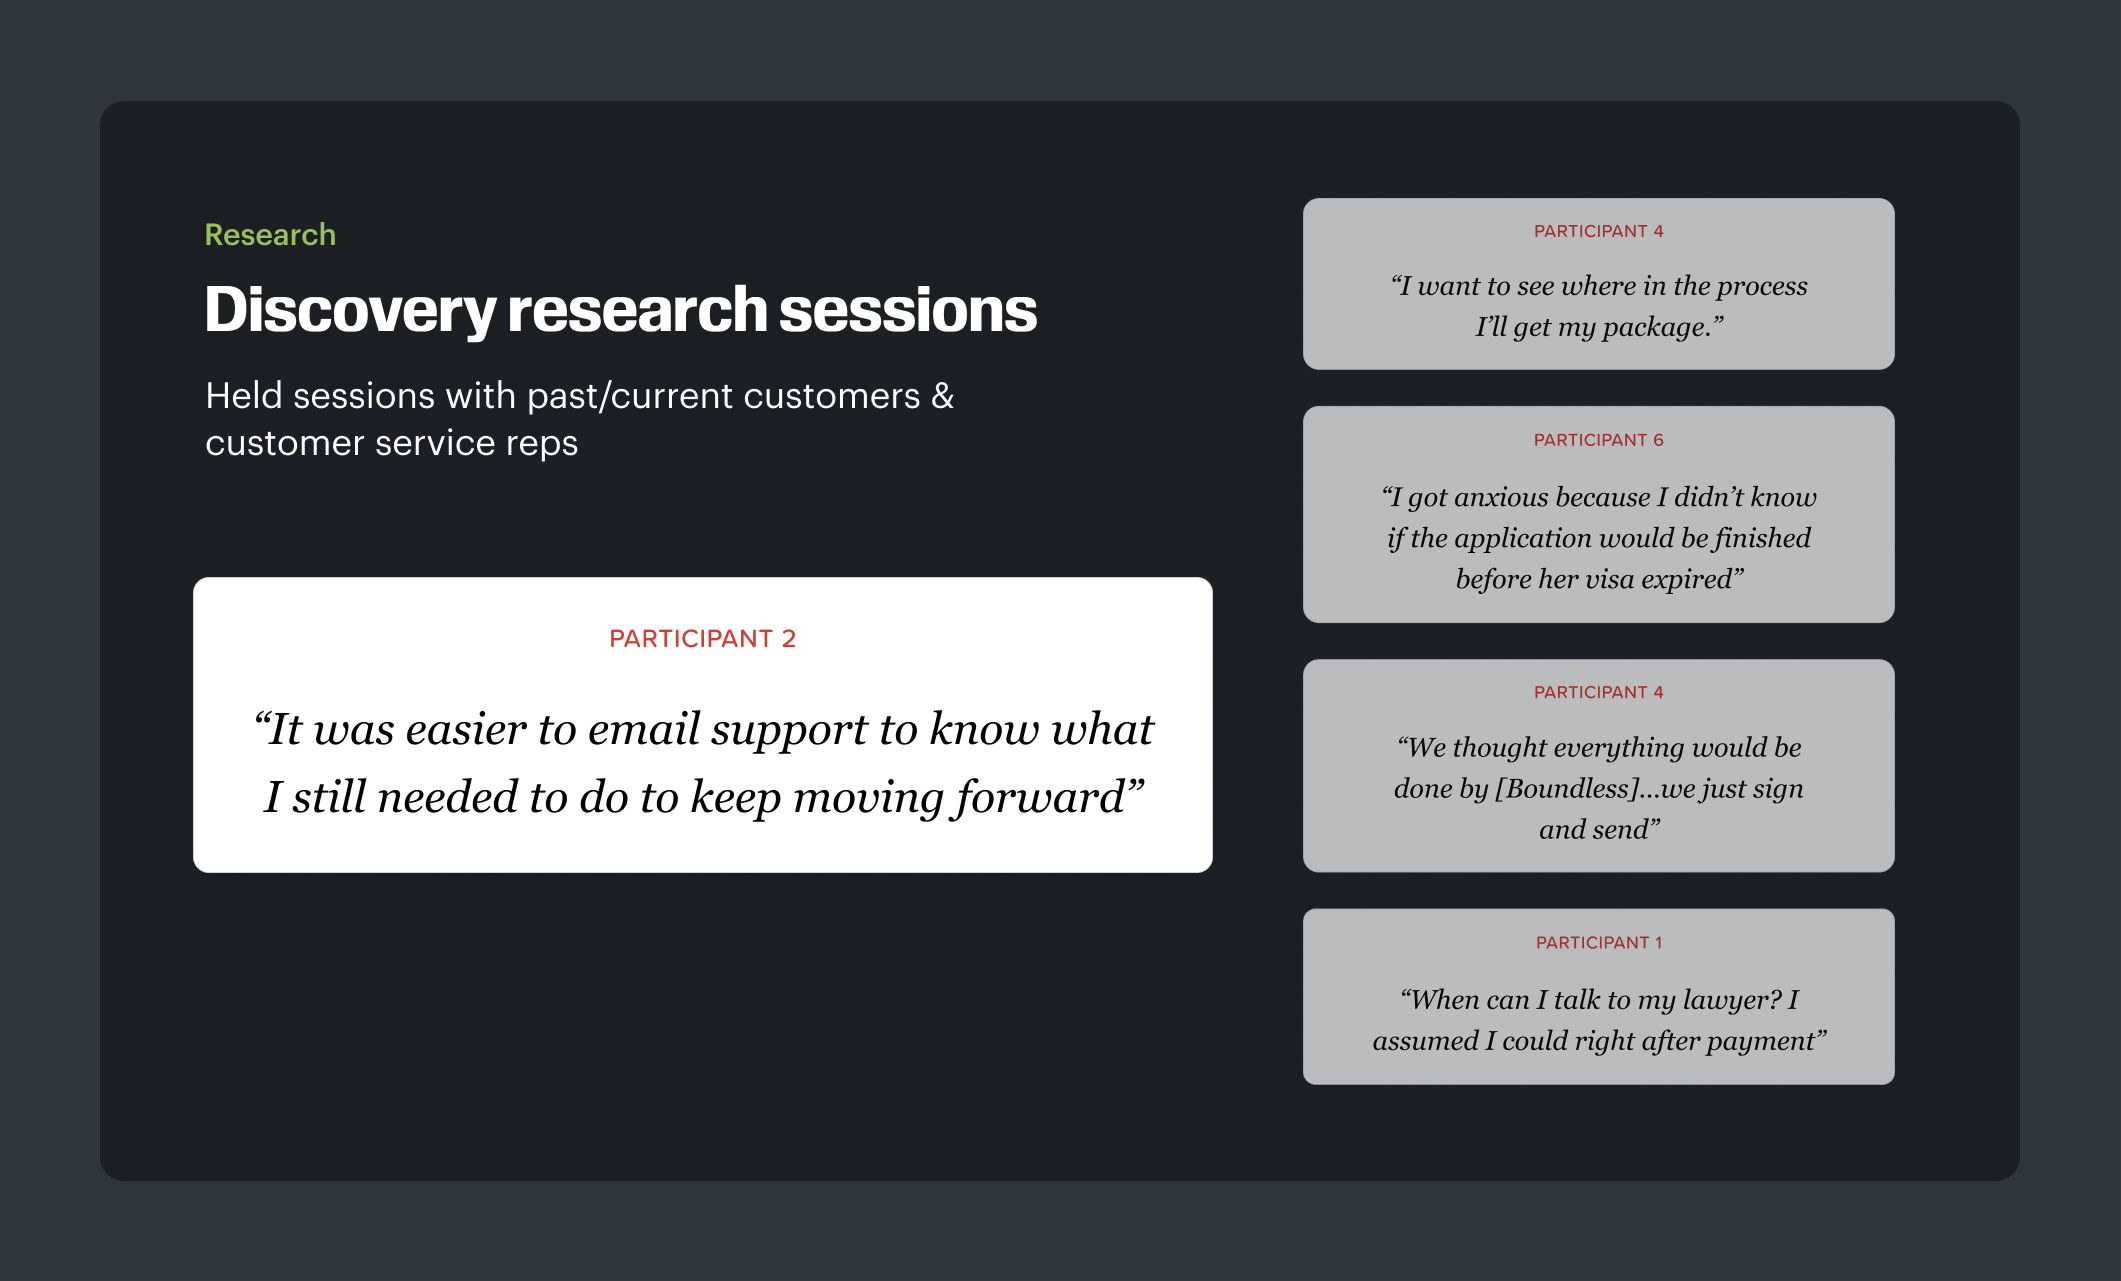 Research
Discovery research sessions
Held sessions with past/current customers &
customer service reps
PARTICIPANT 2
“It was easier to email support to know what
I still needed to do to keep moving forward”
PARTICIPANT 4
“I want to see where in the process
I’ll get my package.”
PARTICIPANT 6
“I got anxious because I didn’t know
if the application would be finished
before her visa expired”
PARTICIPANT 4
“We thought everything would be
done by [Boundless]...we just sign
and send”
PARTICIPANT 1
“When can I talk to my lawyer? I
assumed I could right after payment”